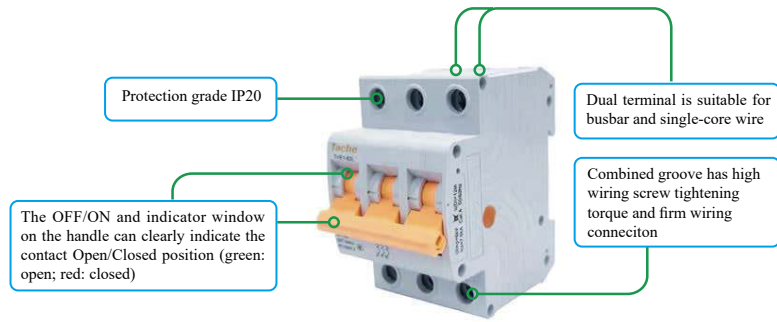 Protection grade IP20
Dual terminal is suitable for
busbar and single-core wire
Tache
The OFF/ON and indicator window
on the handle can clearly indicate the
contact Open/Closed position (green:
open; red: closed)
Combined groove has high
wiring screw tightening
torque and firm wiring
conneciton